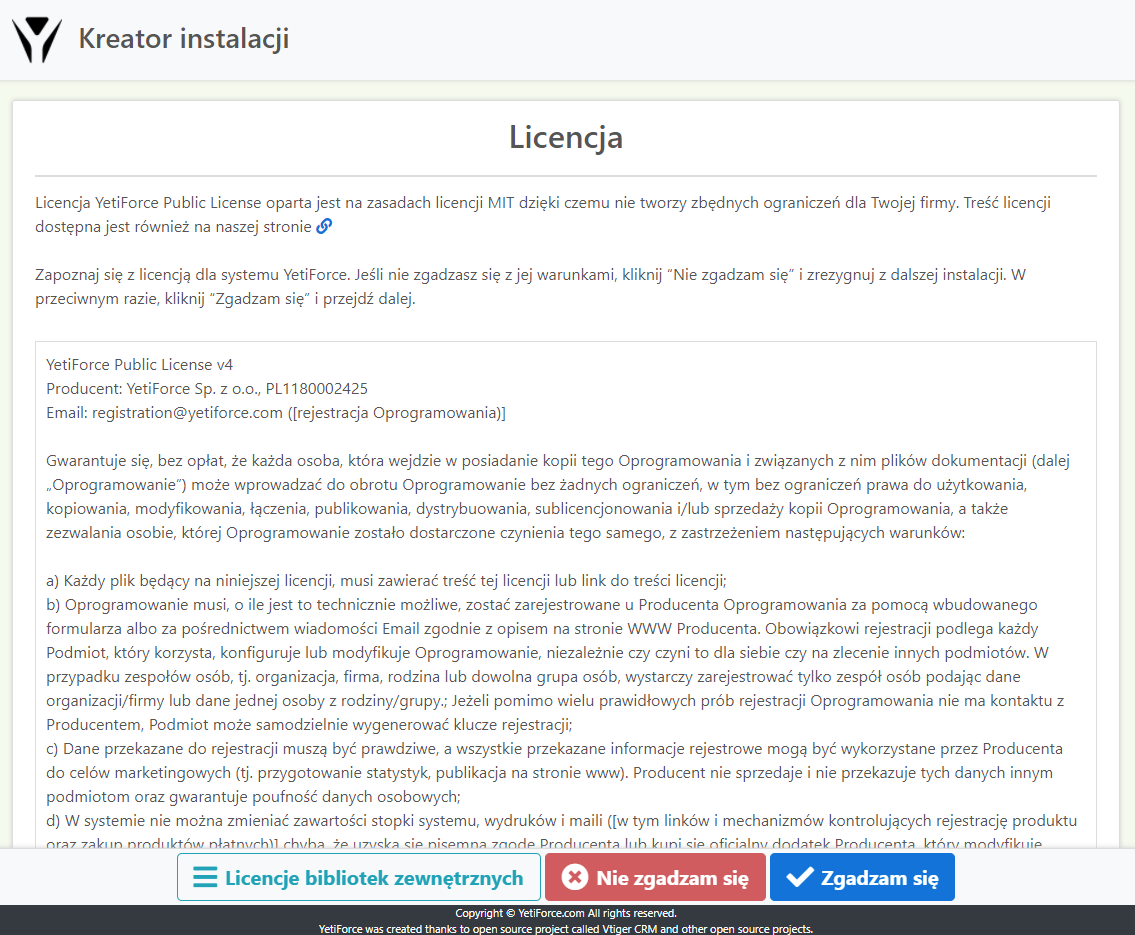 Kreator instalacji
Licencja
Licencja YetiForce Public License oparta jest na zasadach licencji MIT dzięki czemu nie tworzy zbędnych ograniczeń dla Twojej firmy. Treść licencji
dostępna jest również na naszej stronie
Zapoznaj się z licencją dla systemu YetiForce. Jeśli nie zgadzasz się z jej warunkami, kliknij “Nie zgadzam się” i zrezygnuj z dalszej instalacji. W
przeciwnym razie, kliknij “Zgadzam się” i przejdź dalej.
YetiForce Public License v4
Producent: YetiForce Sp. z o.o., PL1180002425
Email: registration@yetiforce.com ([rejestracja Oprogramowania)]
Gwarantuje się, bez opłat, że każda osoba, która wejdzie w posiadanie kopii tego Oprogramowania i związanych z nim plików dokumentacji (dalej
„Oprogramowanie”) może wprowadzać do obrotu Oprogramowanie bez żadnych ograniczeń, w tym bez ograniczeń prawa do użytkowania,
kopiowania, modyfikowania, łączenia, publikowania, dystrybuowania, sublicencjonowania i/lub sprzedaży kopii Oprogramowania, a także
zezwalania osobie, której Oprogramowanie zostało dostarczone czynienia tego samego, z zastrzeżeniem następujących warunków:
a) Każdy plik będący na niniejszej licencji, musi zawierać treść tej licencji lub link do treści licencji;
b) Oprogramowanie musi, o ile jest to technicznie możliwe, zostać zarejestrowane u Producenta Oprogramowania za pomocą wbudowanego
formularza albo za pośrednictwem wiadomości Email zgodnie z opisem na stronie WWW Producenta. Obowiązkowi rejestracji podlega każdy
Podmiot, który korzysta, konfiguruje lub modyfikuje Oprogramowanie, niezależnie czy czyni to dla siebie czy na zlecenie innych podmiotów. W
przypadku zespołów osób, tj. organizacja, firma, rodzina lub dowolna grupa osób, wystarczy zarejestrować tylko zespół osób podając dane
organizacji/firmy lub dane jednej osoby z rodziny/grupy.; Jeżeli pomimo wielu prawidłowych prób rejestracji Oprogramowania nie ma kontaktu z
Producentem, Podmiot może samodzielnie wygenerować klucze rejestracji;
c) Dane przekazane do rejestracji muszą być prawdziwe, a wszystkie przekazane informacje rejestrowe mogą być wykorzystane przez Producenta
do celów marketingowych (tj. przygotowanie statystyk, publikacja na stronie www). Producent nie sprzedaje i nie przekazuje tych danych innym
podmiotom oraz gwarantuje poufność danych osobowych;
d) W systemie nie można zmieniać zawartości stopki systemu, wydruków i maili ([w tym linków i mechanizmów kontrolujących rejestrację produktu
oraz zakup produktów płatnych)] chyba, że uzyska się pisemną zgodę Producenta lub kupi się oficjalny dodatek Producenta, który modyfikuje
Licencje bibliotek zewnętrznych
Nie zgadzam się
Zgadzam się
Copyright © YetiForce.com All rights reserved.
YetiForce was created thanks to open source project called Vtiger CRM and other open source projects.